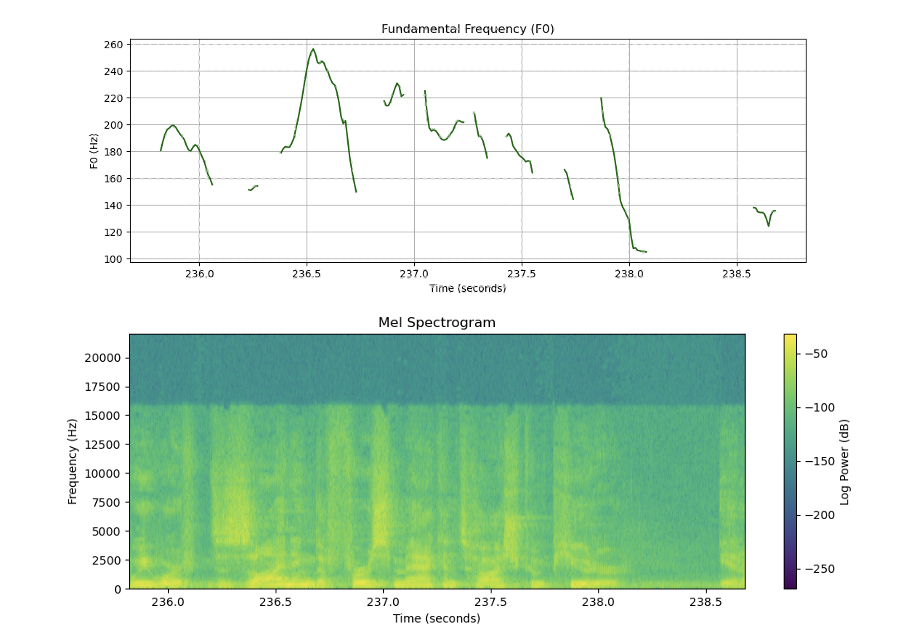 Fundamental Frequency (F0)
260
240
220
200
180
160
140
120
100
F0 (Hz)
236.0 236.5 237.0 237.5 238.0 238.5
Time (seconds)
Mel Spectrogram
20000
17500
15000
12500
10000
7500
5000
2500
0
Frequency (Hz)
236.0 236.5 237.0 237.5 238.0 238.5
Time (seconds)
−50
−100
−150
−200
−250
Log Power (dB)